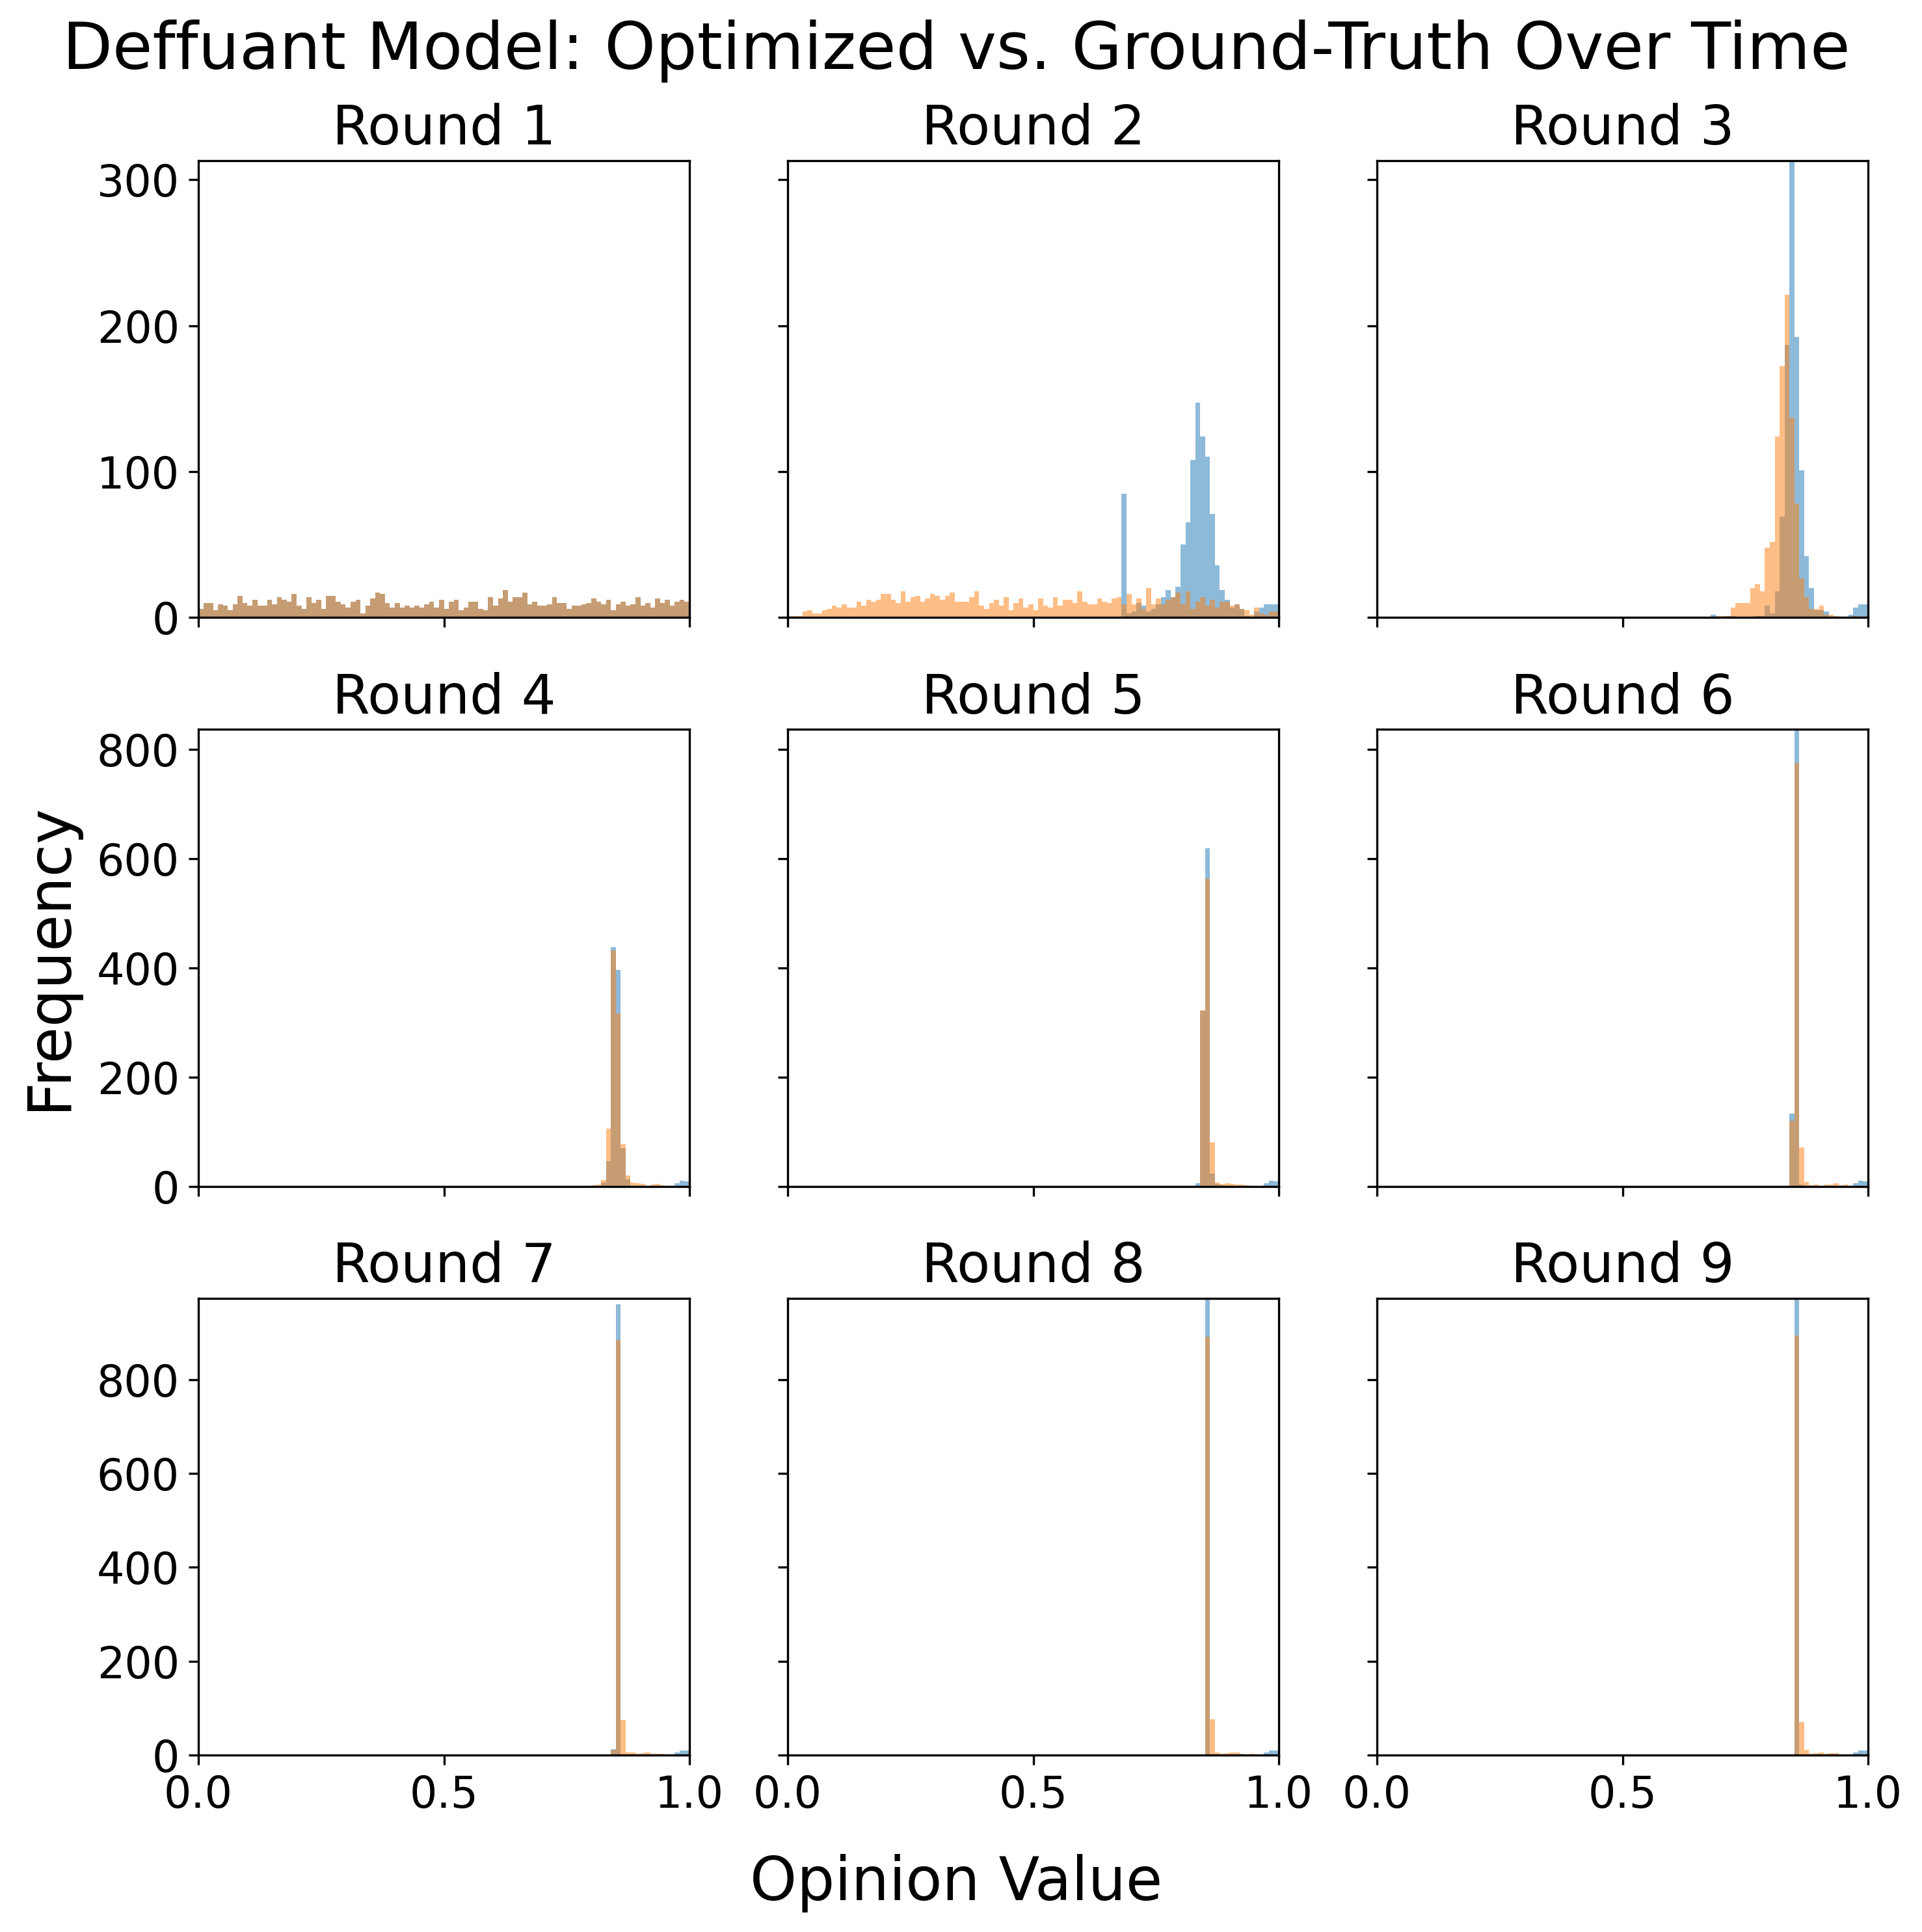 Deffuant Model: Optimized vs. Ground-Truth Over Time
Round 1
Round 2
Round 3
300
200
100
0
Round 4
Round 5
Round 6
800
600
400
200
0
Frequency
Round 7
Round 8
Round 9
800
600
400
200
0
0.0 0.5 1.0 0.0 0.5 1.0 0.0 0.5 1.0
Opinion Value